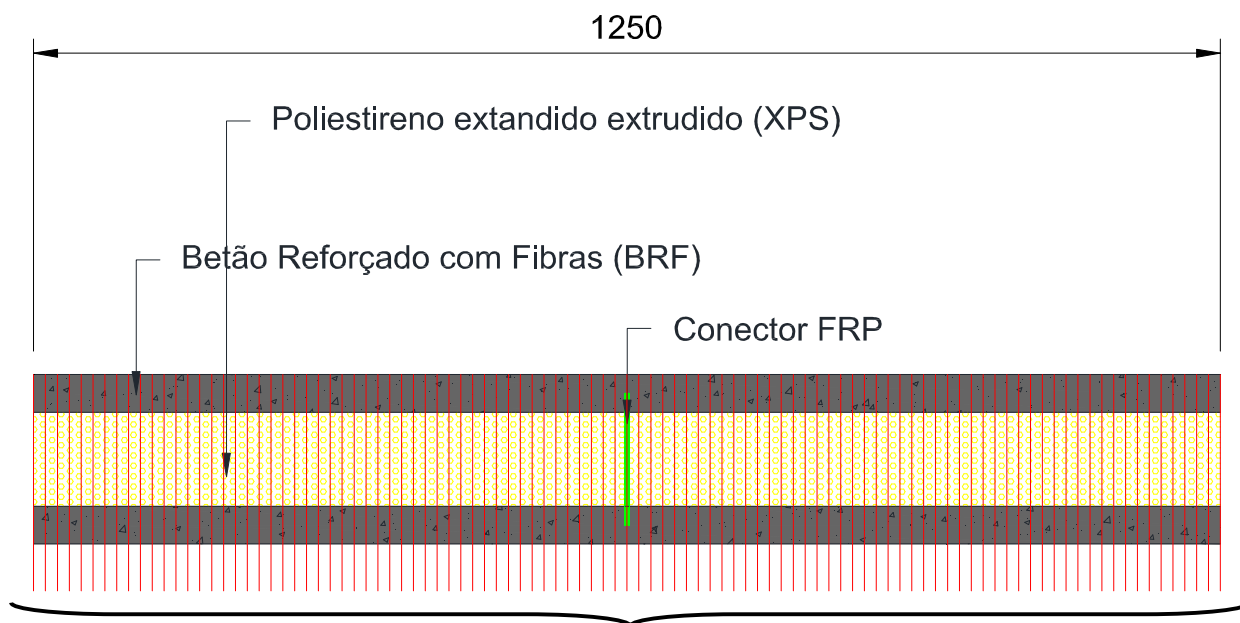 1250
Poliestireno extandido extrudido (XPS)
Betão Reforçado com Fibras (BRF)
Conector FRP